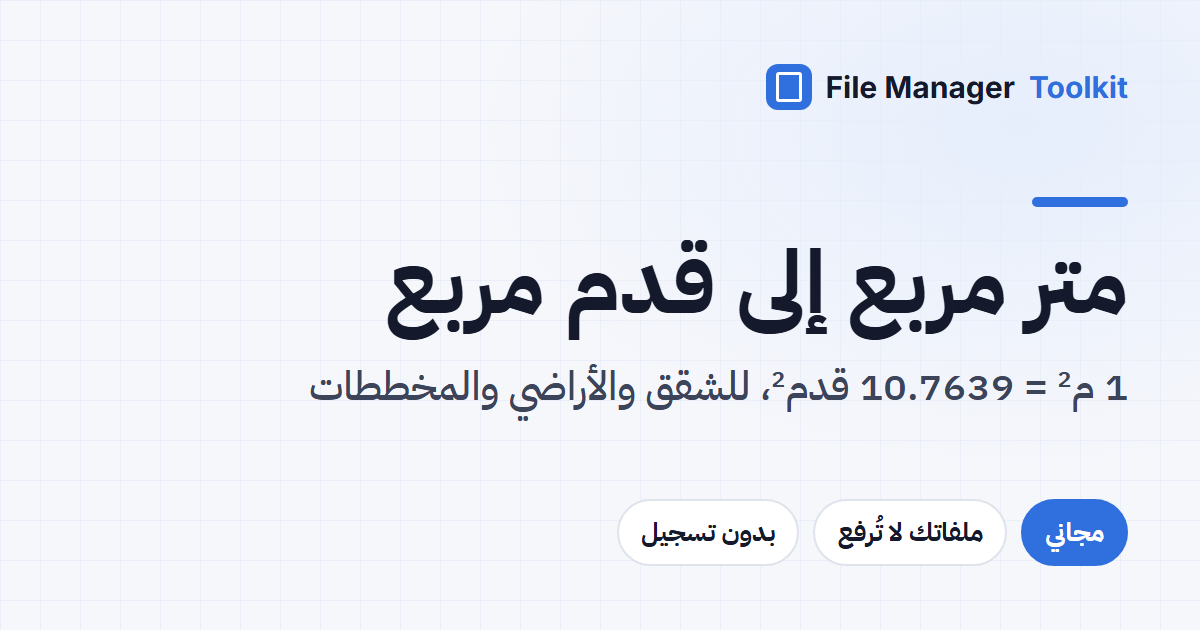 File Manager Toolkit
متر مربع إلى قدم مربع
1 م² = 10.7639 قدم²، للشقق والأراضي والمخططات
مجاني
ملفاتك لا تُرفع
بدون تسجيل